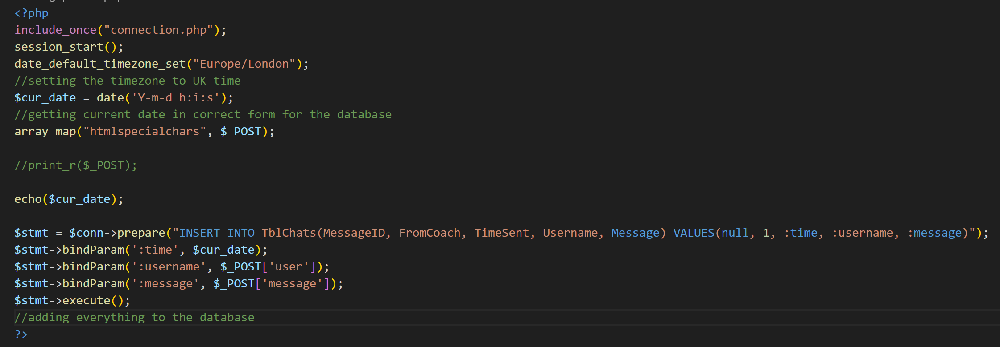 <?php
include_once("connection.php");
session_start();
date_default_timezone_set("Europe/London");
//setting the timezone to UK time
$cur_date = date('Y-m-d h:i:s');
//getting current date in correct form for the database
array_map("htmlspecialchars", $_POST);
//print_r($_POST);
echo($cur_date);
$stmt = $conn->prepare("INSERT INTO TblChats(MessageID, FromCoach, TimeSent, Username, Message) VALUES(null, 1, :time, :username, :message)");
$stmt->bindParam(':time', $cur_date);
$stmt->bindParam(':username', $_POST['user']);
$stmt->bindParam(':message', $_POST['message']);
$stmt->execute();
//adding everything to the database
?>